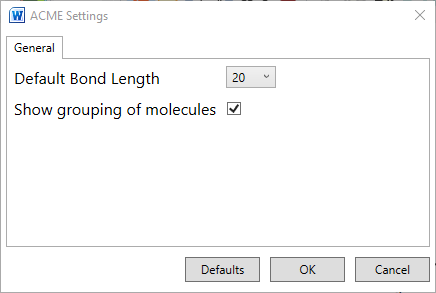 ACME Settings
General
Default Bond Length 20
Show grouping of molecules
Defaults OK Cancel